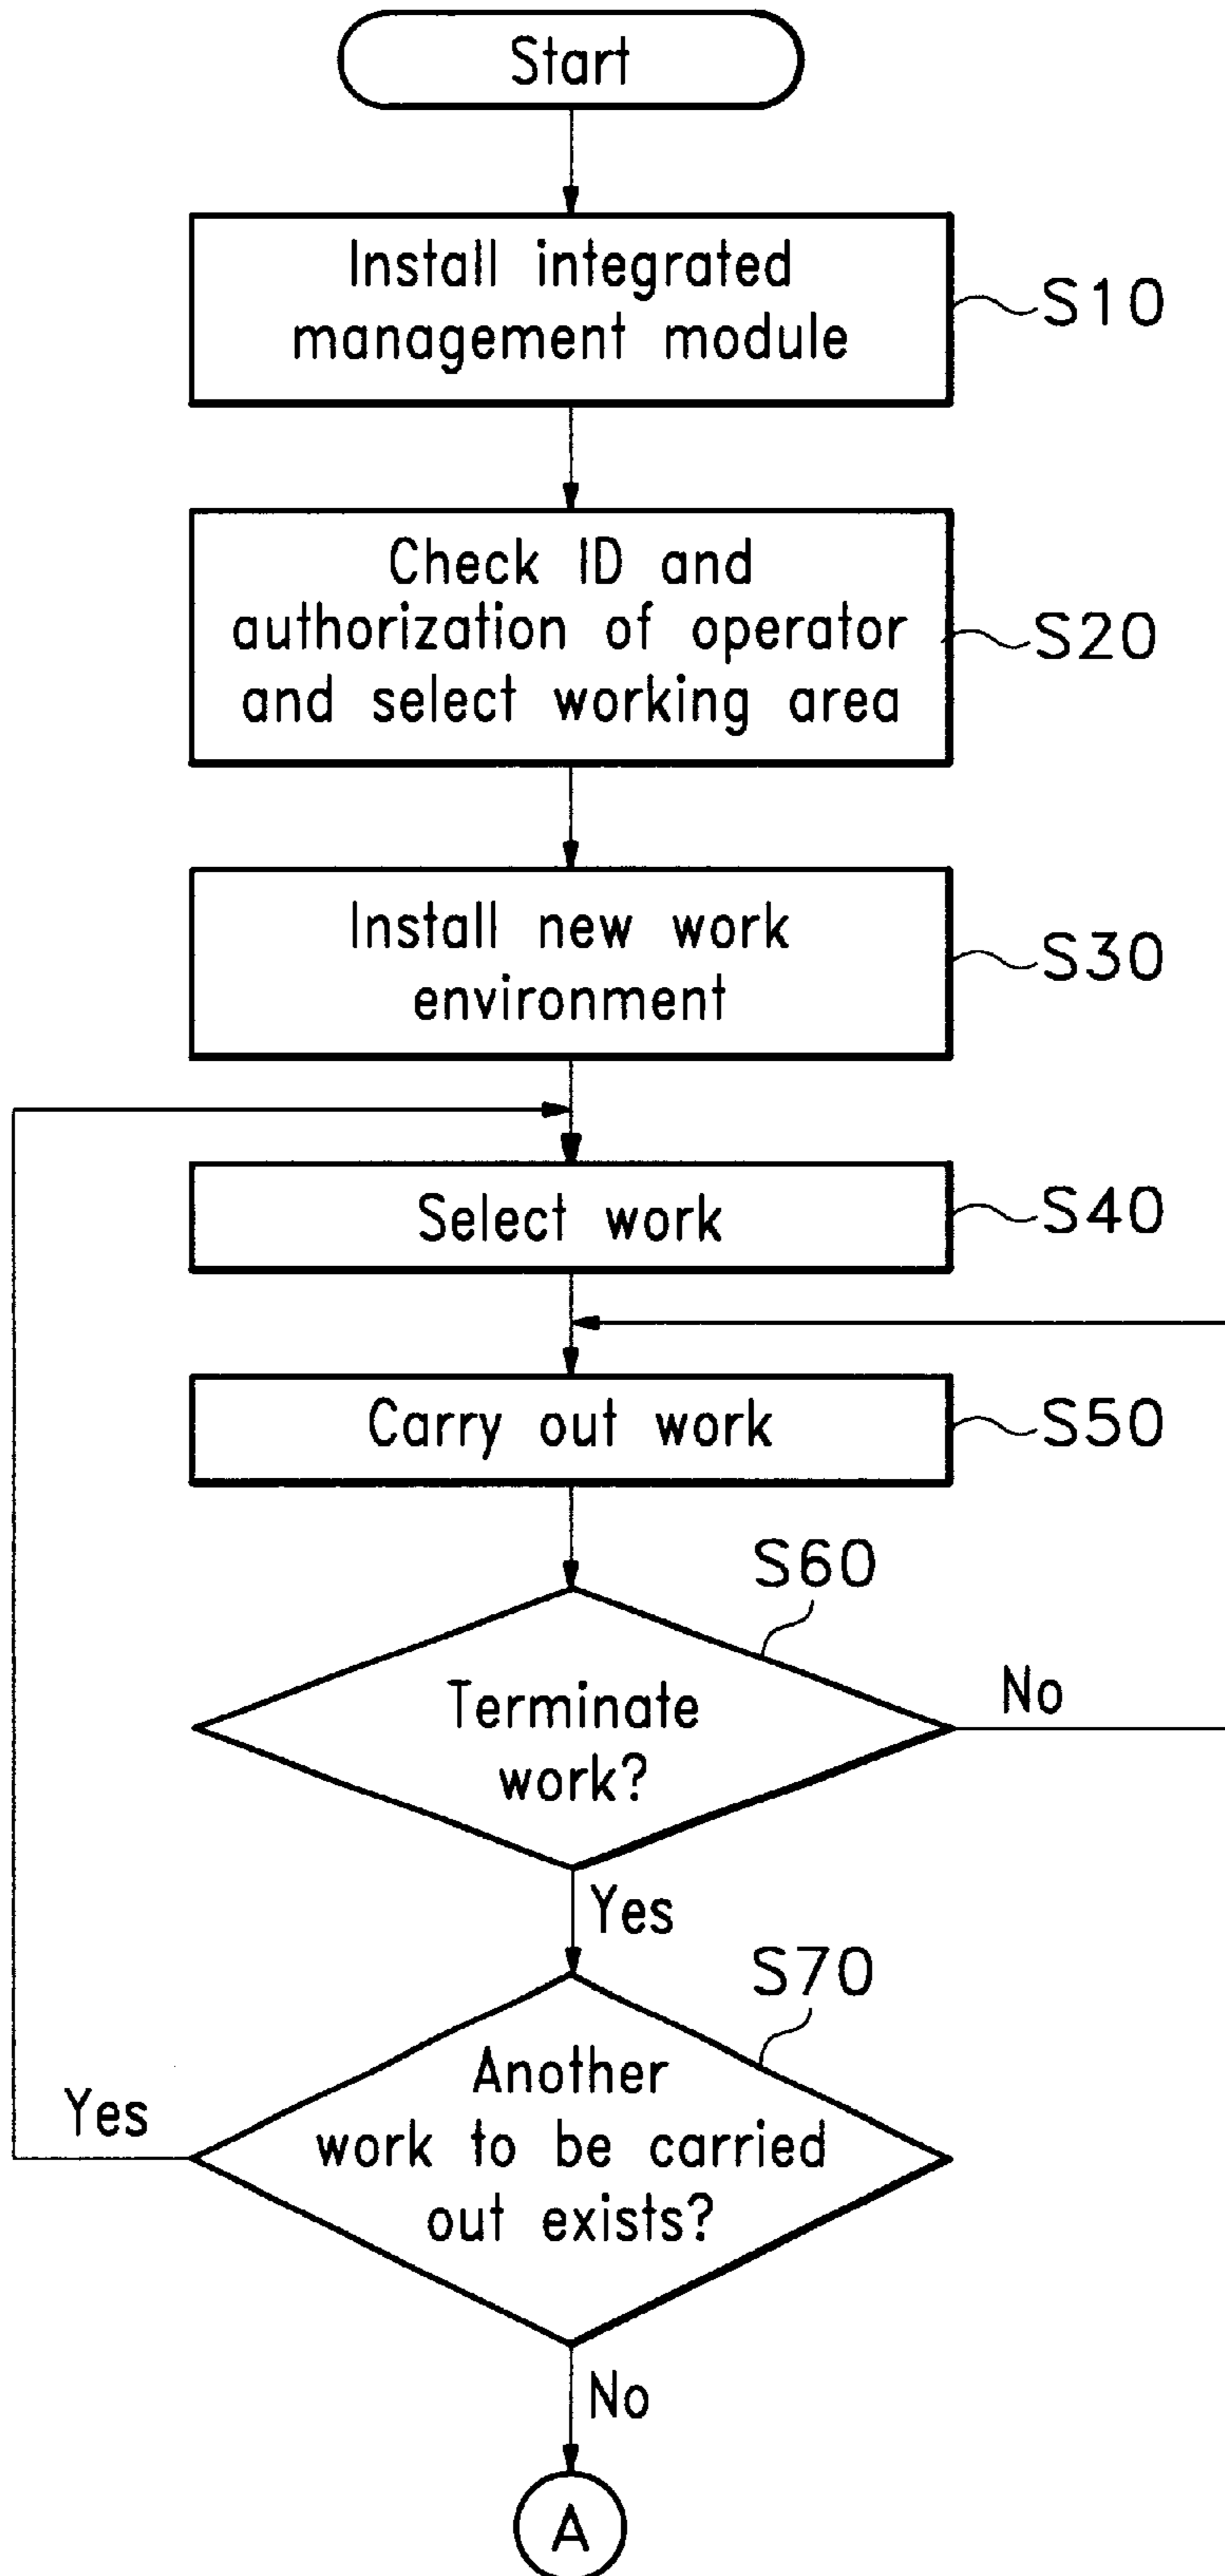 Start
Install integrated
management module
S10
Check ID and
authorization of operator
and select working area
S20
Install new work
environment
S30
Select work
S40
Carry out work
S50
S60
Terminate
work?
No
Yes
S70
Another
work to be carried
out exists?
Yes
No
A